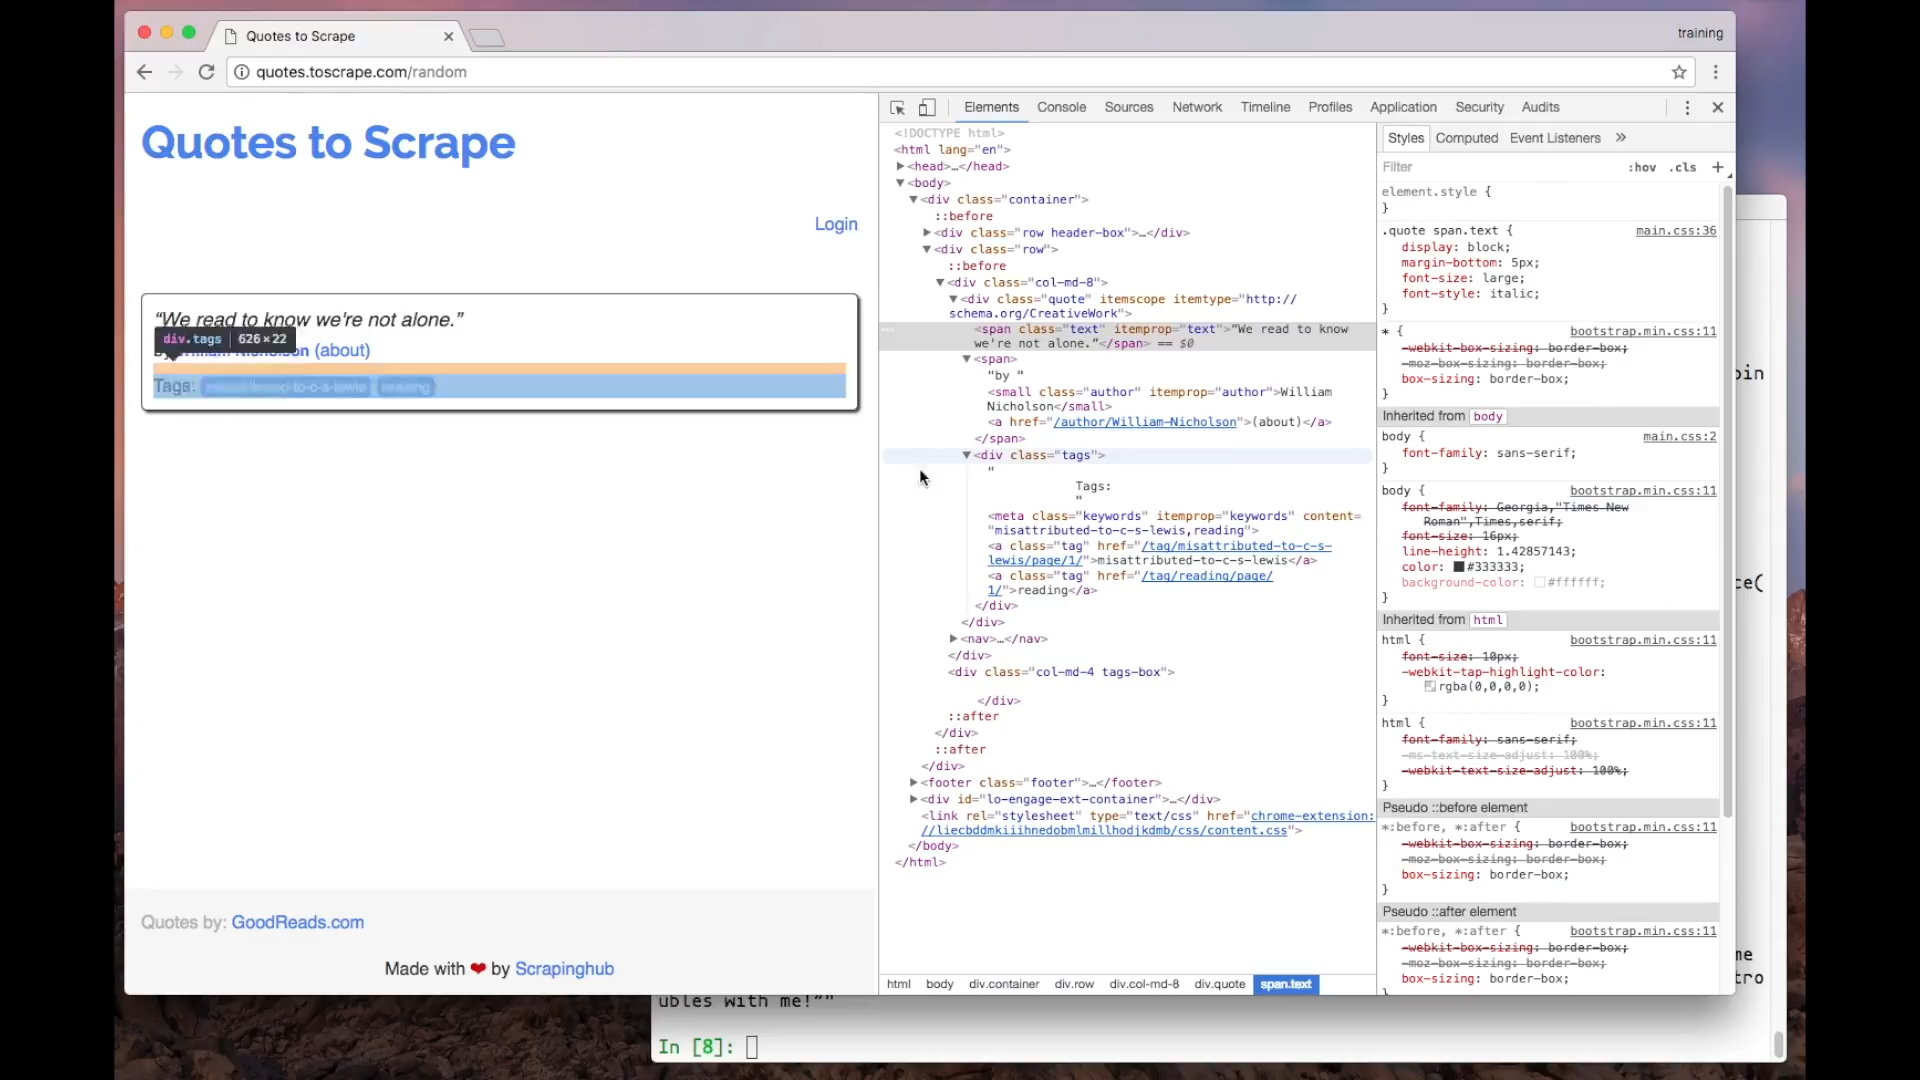 Quotes to Scrape
training
quotes.toscrape.com/random
Quotes to Scrape
Login
“We read to know we're not alone.”
div.tags 626×22
(about)
Tags:
reading
Quotes by: GoodReads.com
Made with ❤ by Scrapinghub
Elements Console Sources Network Timeline Profiles Application Security Audits
<!DOCTYPE html>
<html lang="en">
▶<head>…</head>
▼<body>
▼<div class="container">
::before
▶<div class="row header-box">…</div>
▼<div class="row">
::before
▼<div class="col-md-8">
▼<div class="quote" itemscope itemtype="http://
schema.org/CreativeWork">
<span class="text" itemprop="text">“We read to know
we're not alone.”</span> == $0
▼<span>
"by "
<small class="author" itemprop="author">William
Nicholson</small>
<a href="/author/William-Nicholson">(about)</a>
</span>
▼<div class="tags">
"
Tags:
"
<meta class="keywords" itemprop="keywords" content=
"misattributed-to-c-s-lewis,reading">
<a class="tag" href="/tag/misattributed-to-c-s-
lewis/page/1/">misattributed-to-c-s-lewis</a>
<a class="tag" href="/tag/reading/page/
1/">reading</a>
</div>
</div>
▶<nav>…</nav>
</div>
<div class="col-md-4 tags-box">
</div>
::after
</div>
::after
</div>
▶<footer class="footer">…</footer>
▶<div id="lo-engage-ext-container">…</div>
<link rel="stylesheet" type="text/css" href="chrome-extension:
//liecbddmkiiihnedobmlmillhodjkdmb/css/content.css">
</body>
</html>
html body div.container div.row div.col-md-8 div.quote span.text
Styles Computed Event Listeners »
Filter :hov .cls +
element.style {
}
.quote span.text { main.css:36
display: block;
margin-bottom: 5px;
font-size: large;
font-style: italic;
}
* { bootstrap.min.css:11
-webkit-box-sizing: border-box;
-moz-box-sizing: border-box;
box-sizing: border-box;
}
Inherited from body
body { main.css:2
font-family: sans-serif;
}
body { bootstrap.min.css:11
font-family: Georgia,"Times New
Roman",Times,serif;
font-size: 16px;
line-height: 1.42857143;
color: #333333;
background-color: #ffffff;
}
Inherited from html
html { bootstrap.min.css:11
font-size: 10px;
-webkit-tap-highlight-color:
rgba(0,0,0,0);
}
html { bootstrap.min.css:11
font-family: sans-serif;
-ms-text-size-adjust: 100%;
-webkit-text-size-adjust: 100%;
}
Pseudo ::before element
*:before, *:after { bootstrap.min.css:11
-webkit-box-sizing: border-box;
-moz-box-sizing: border-box;
box-sizing: border-box;
}
Pseudo ::after element
*:before, *:after { bootstrap.min.css:11
-webkit-box-sizing: border-box;
-moz-box-sizing: border-box;
box-sizing: border-box;
}
bin
ce(
me
tro
ubles with me!”"
In [8]: